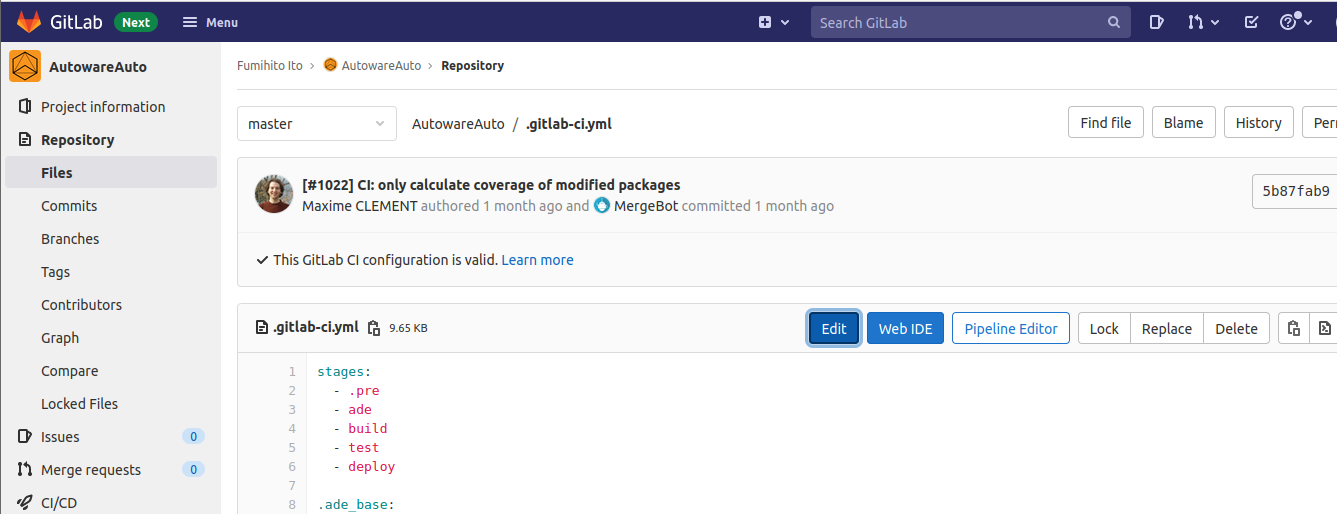 GitLab Next Menu Search GitLab
AutowareAuto
Project information
Repository
Files
Commits
Branches
Tags
Contributors
Graph
Compare
Locked Files
Issues 0
Merge requests 0
CI/CD
Fumihito Ito › AutowareAuto › Repository
master AutowareAuto / .gitlab-ci.yml Find file Blame History
[#1022] CI: only calculate coverage of modified packages
Maxime CLEMENT authored 1 month ago and MergeBot committed 1 month ago
5b87fab9
This GitLab CI configuration is valid. Learn more
.gitlab-ci.yml 9.65 KB Edit Web IDE Pipeline Editor Lock Replace Delete
1 stages:
2 - .pre
3 - ade
4 - build
5 - test
6 - deploy
7
8 .ade_base: